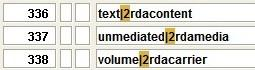 336 text|2rdacontent
337 unmediated|2rdamedia
338 volume|2rdacarrier